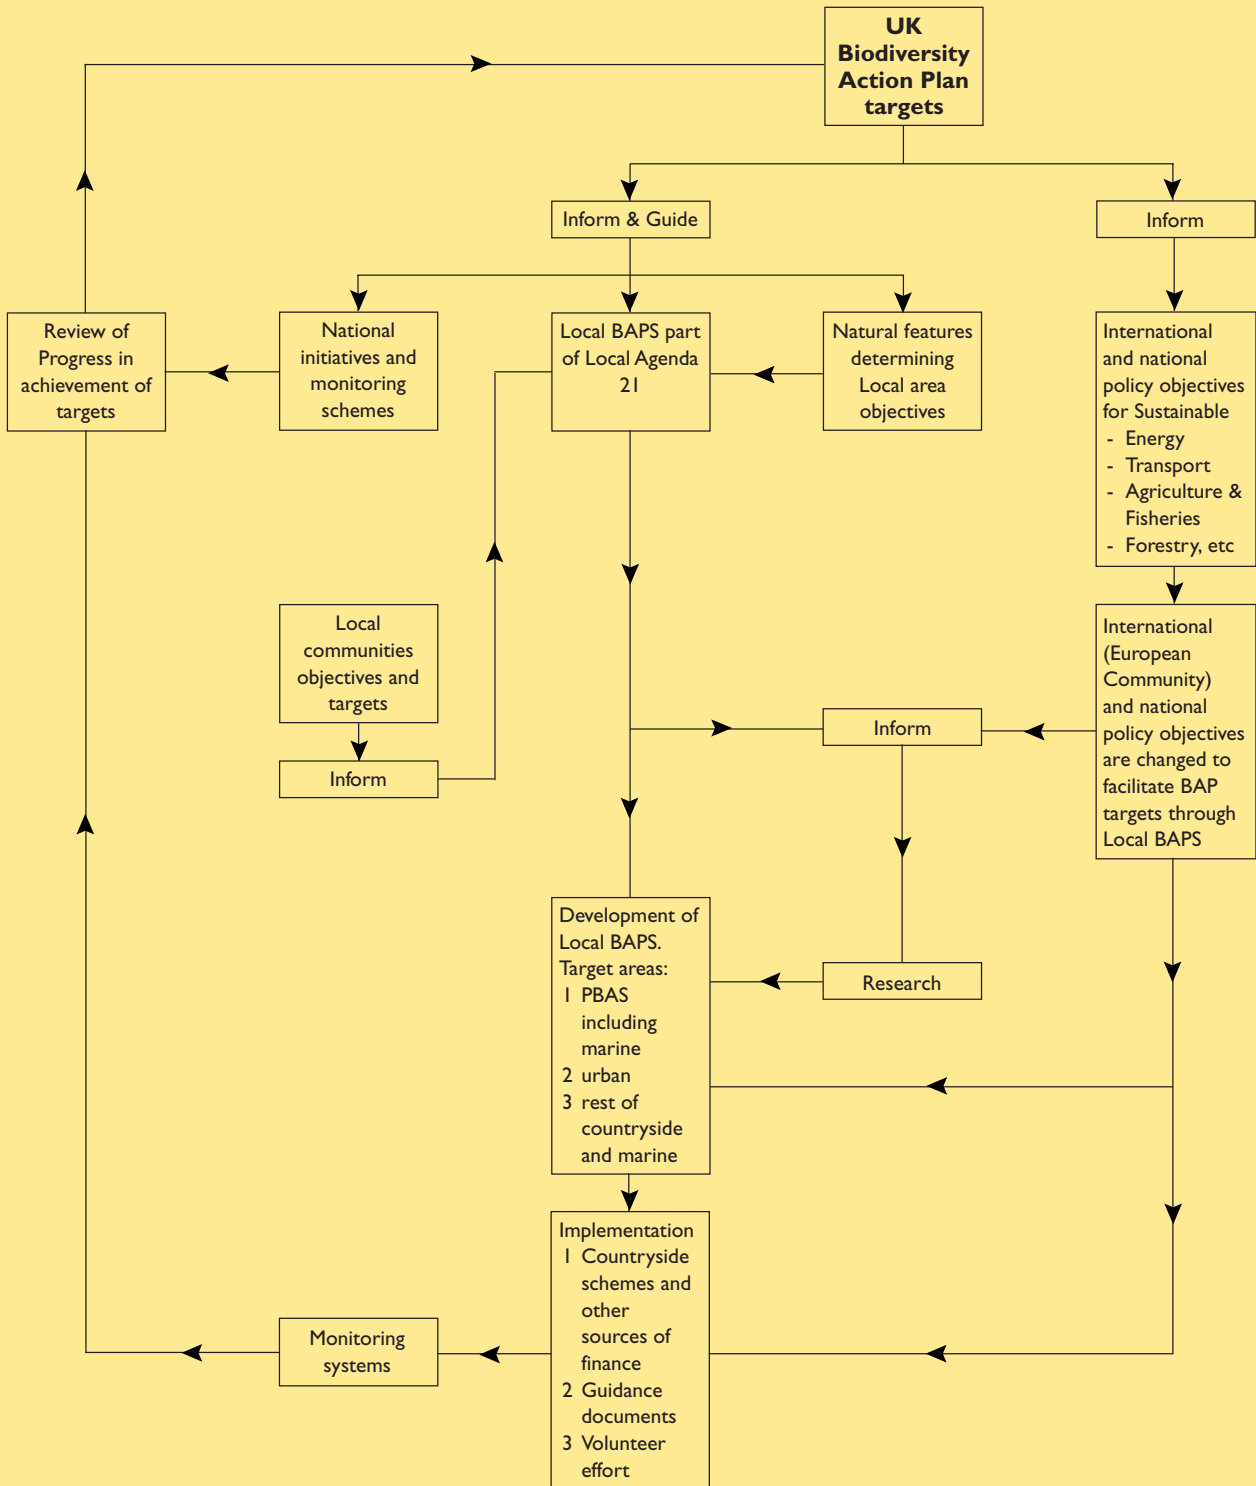 UK
Biodiversity
Action Plan
targets
Inform & Guide
Inform
Review of
Progress in
achievement of
targets
National
initiatives and
monitoring
schemes
Local BAPS part
of Local Agenda
21
Natural features
determining
Local area
objectives
International
and national
policy objectives
for Sustainable
- Energy
- Transport
- Agriculture &
Fisheries
- Forestry, etc
Local
communities
objectives and
targets
Inform
Inform
International
(European
Community)
and national
policy objectives
are changed to
facilitate BAP
targets through
Local BAPS
Development of
Local BAPS.
Target areas:
1 PBAS
including
marine
2 urban
3 rest of
countryside
and marine
Research
Implementation
1 Countryside
schemes and
other
sources of
finance
2 Guidance
documents
3 Volunteer
effort
Monitoring
systems